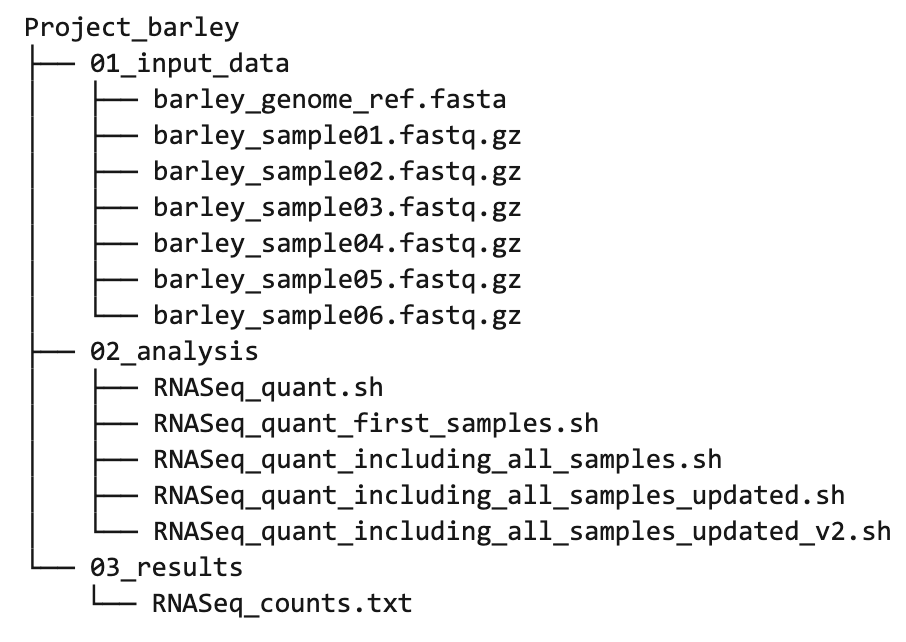 Project_barley
├── 01_input_data
│   ├── barley_genome_ref.fasta
│   ├── barley_sample01.fastq.gz
│   ├── barley_sample02.fastq.gz
│   ├── barley_sample03.fastq.gz
│   ├── barley_sample04.fastq.gz
│   ├── barley_sample05.fastq.gz
│   └── barley_sample06.fastq.gz
├── 02_analysis
│   ├── RNASeq_quant.sh
│   ├── RNASeq_quant_first_samples.sh
│   ├── RNASeq_quant_including_all_samples.sh
│   ├── RNASeq_quant_including_all_samples_updated.sh
│   └── RNASeq_quant_including_all_samples_updated_v2.sh
└── 03_results
    └── RNASeq_counts.txt